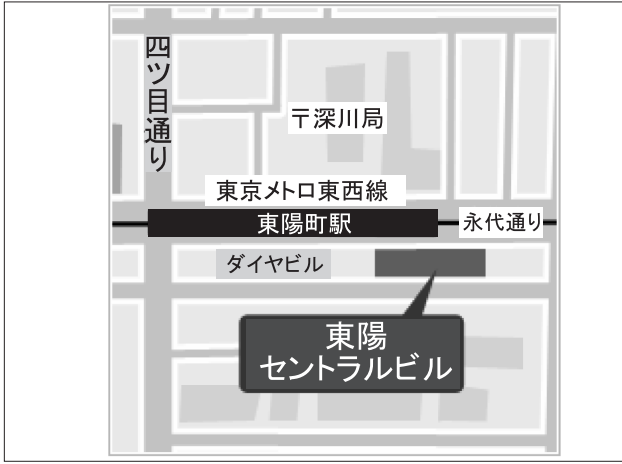 四ツ目通り
〒深川局
東京メトロ東西線
東陽町駅
永代通り
ダイヤビル
東陽
セントラルビル